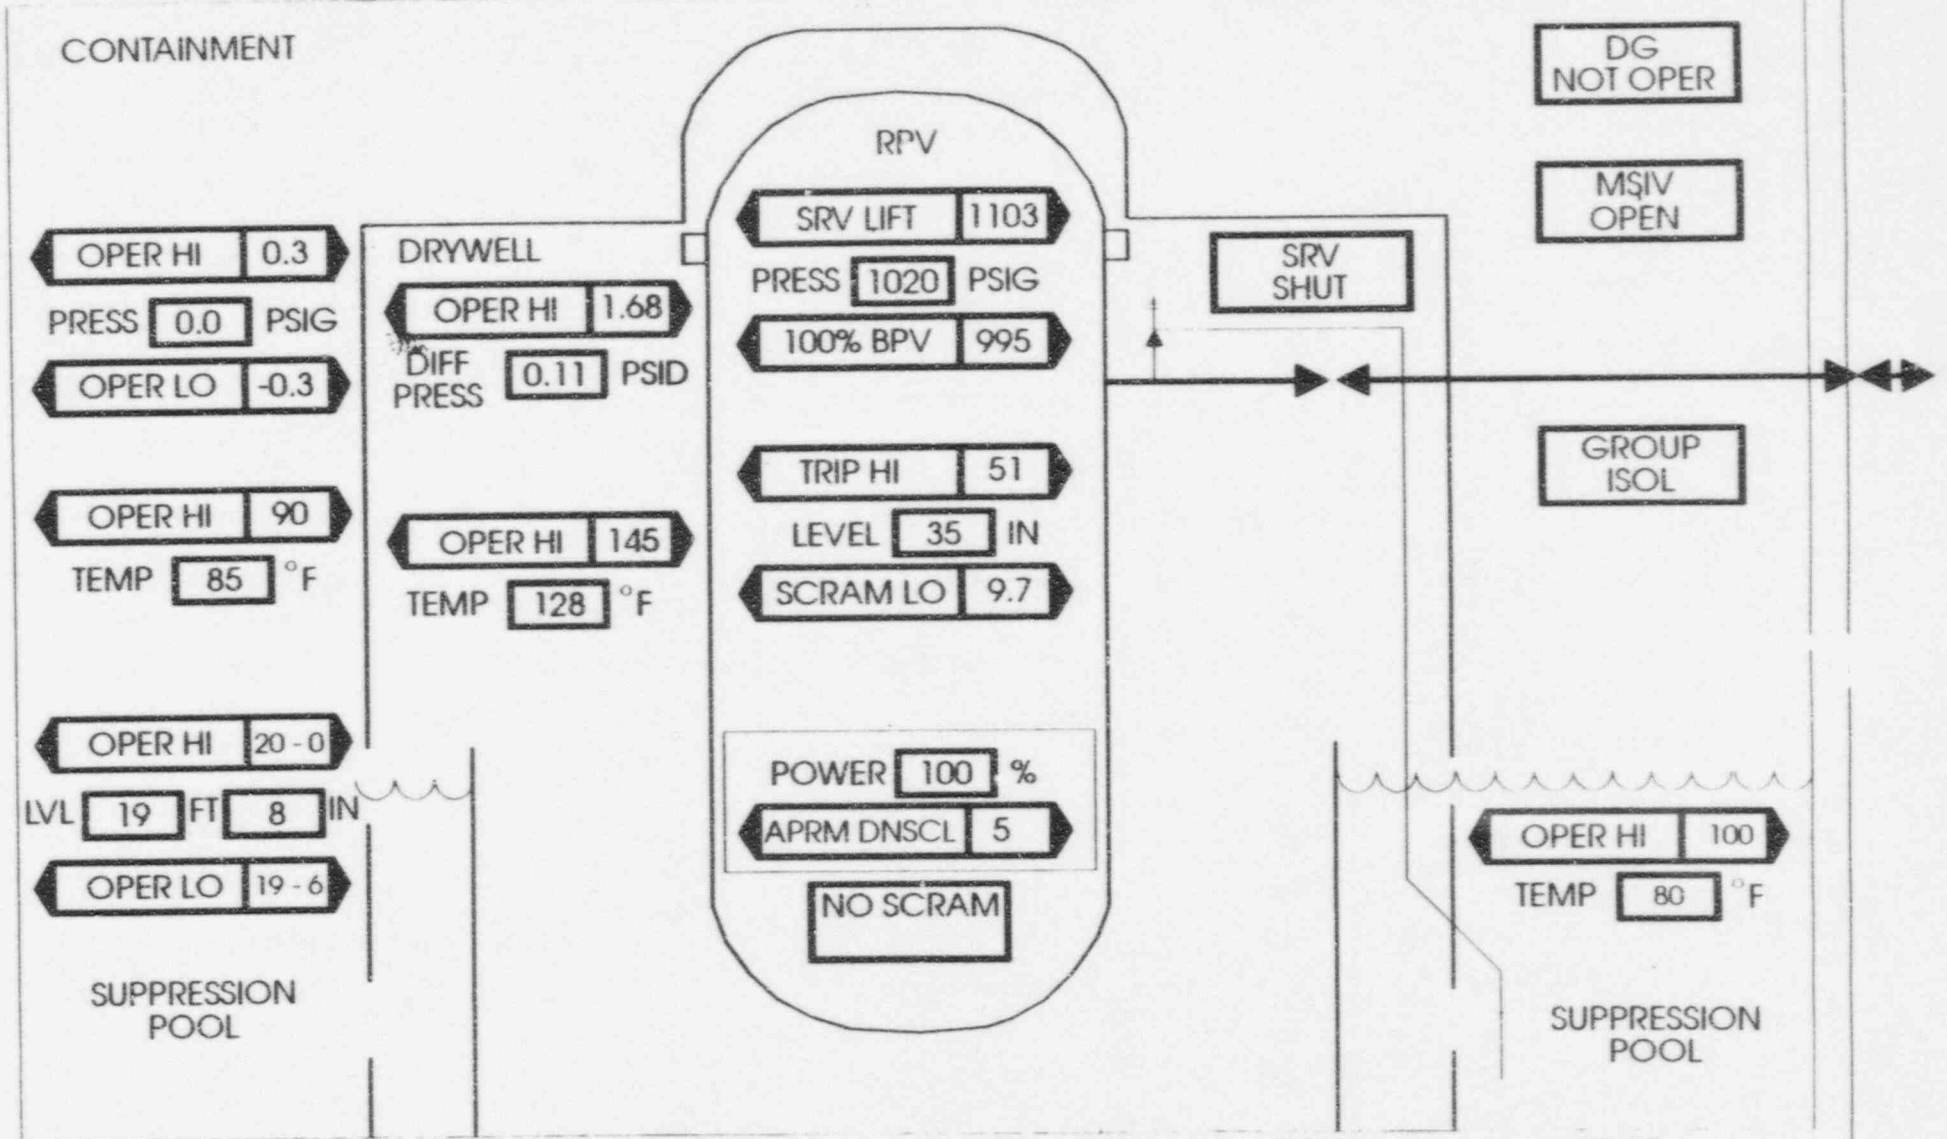 CONTAINMENT
OPER HI 0.3
PRESS 0.0 PSIG
OPER LO -0.3
OPER HI 90
TEMP 85 °F
OPER HI 20 - 0
LVL 19 FT 8 IN
OPER LO 19 - 6
SUPPRESSION
POOL
DRYWELL
OPER HI 1.68
DIFF
PRESS 0.11 PSID
OPER HI 145
TEMP 128 °F
RPV
SRV LIFT 1103
PRESS 1020 PSIG
100% BPV 995
TRIP HI 51
LEVEL 35 IN
SCRAM LO 9.7
POWER 100 %
APRM DNSCL 5
NO SCRAM
SRV
SHUT
DG
NOT OPER
MSIV
OPEN
GROUP
ISOL
OPER HI 100
TEMP 80 °F
SUPPRESSION
POOL